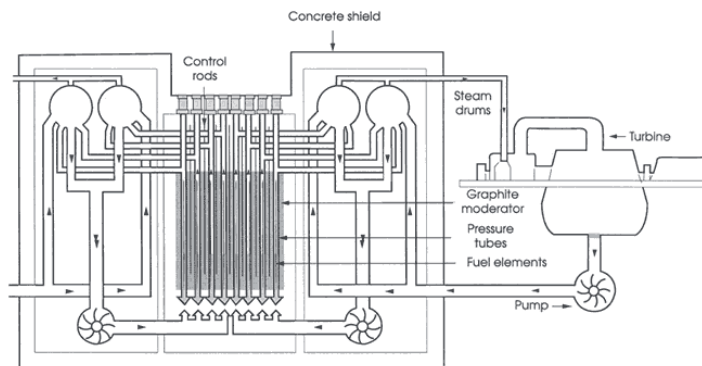 Concrete shield
Control
rods
Steam
drums
Turbine
Graphite
moderator
Pressure
tubes
Fuel elements
Pump